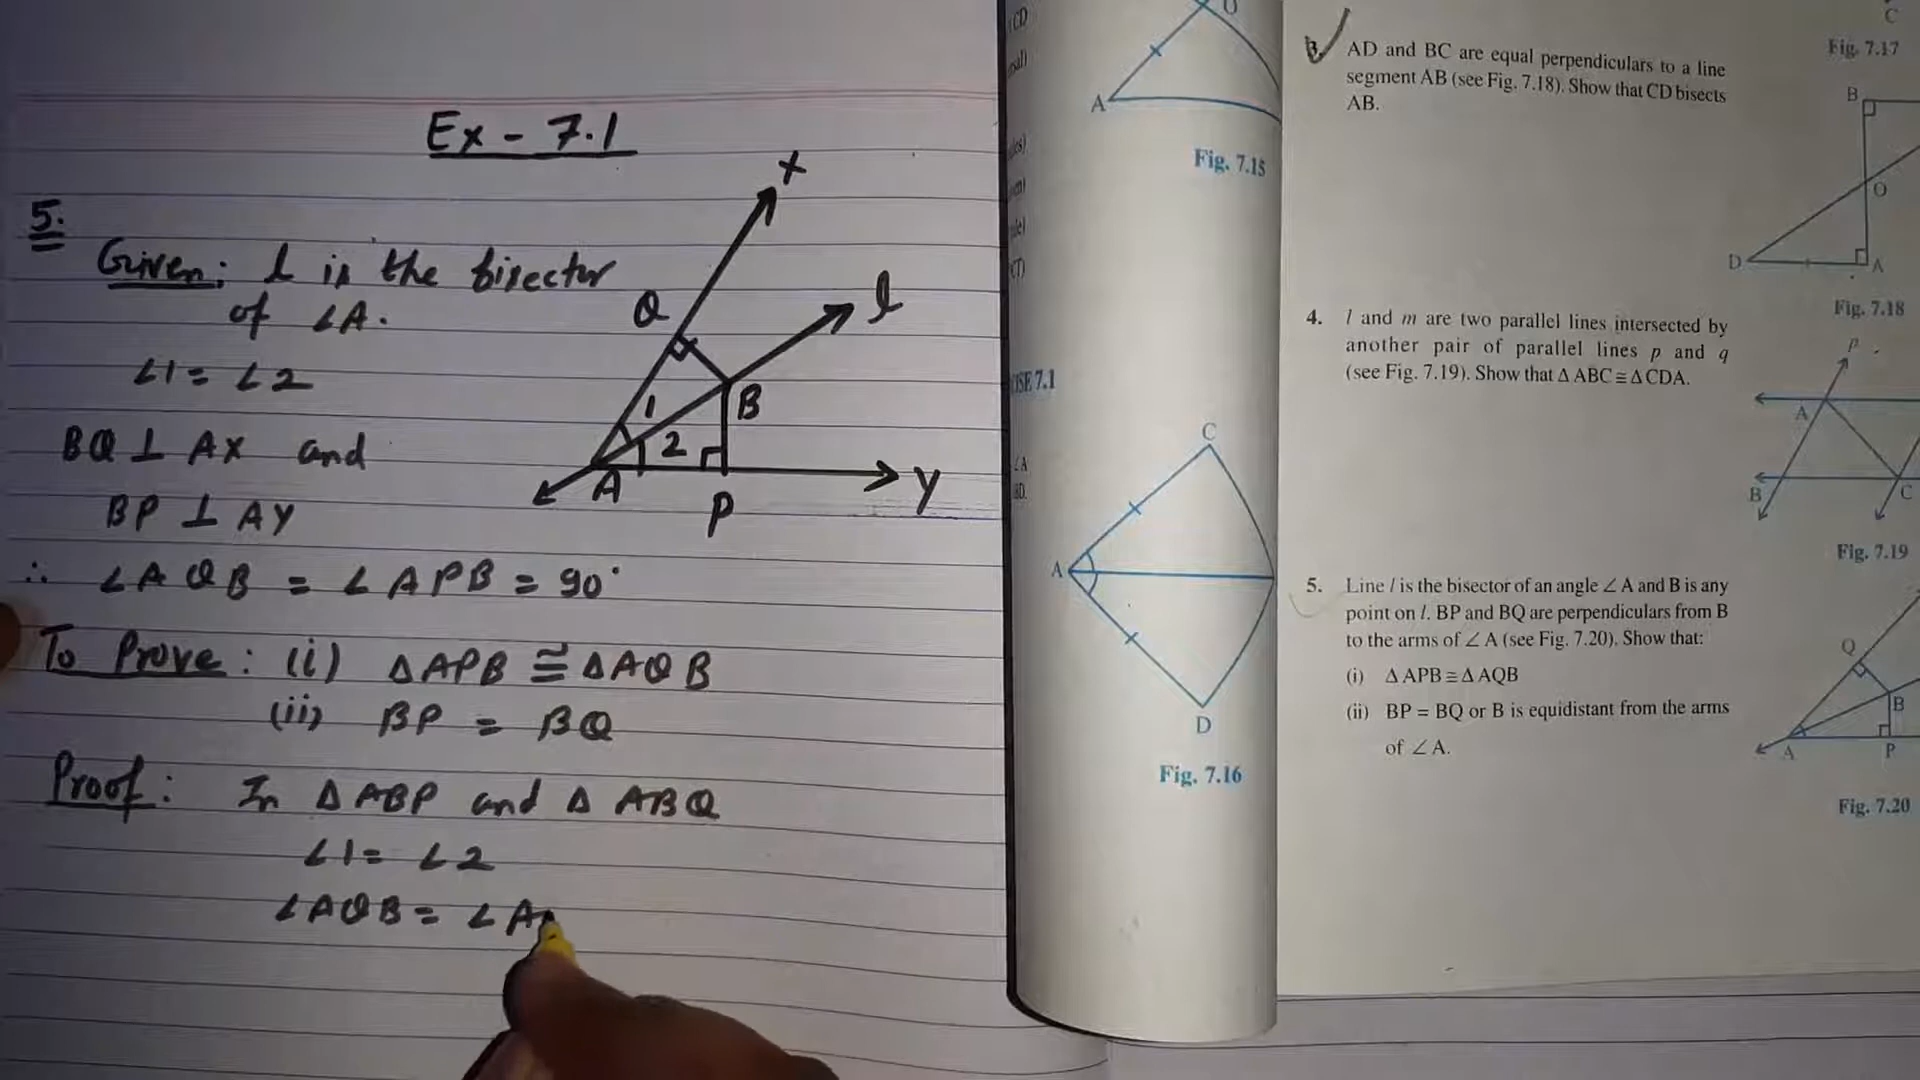 Ex - 7.1
5.
Given: l is the bisector
of ∠A.
∠1 = ∠2
BQ ⊥ AX and
BP ⊥ AY
∴ ∠AQB = ∠APB = 90°
To Prove: (i) ΔAPB ≅ ΔAQB
(ii) BP = BQ
Proof: In ΔABP and Δ ABQ
∠1 = ∠2
∠AQB = ∠A
X
Q
l
1
B
2
A
P
Y
A
Fig. 7.15
CISE 7.1
C
A
D
Fig. 7.16
C
Fig. 7.17
3. AD and BC are equal perpendiculars to a line
segment AB (see Fig. 7.18). Show that CD bisects
AB.
B
O
D
A
Fig. 7.18
4. l and m are two parallel lines intersected by
another pair of parallel lines p and q
(see Fig. 7.19). Show that Δ ABC ≅ Δ CDA.
p
A
B
C
Fig. 7.19
5. Line l is the bisector of an angle ∠ A and B is any
point on l. BP and BQ are perpendiculars from B
to the arms of ∠ A (see Fig. 7.20). Show that:
(i) Δ APB ≅ Δ AQB
(ii) BP = BQ or B is equidistant from the arms
of ∠ A.
Q
B
A
P
Fig. 7.20